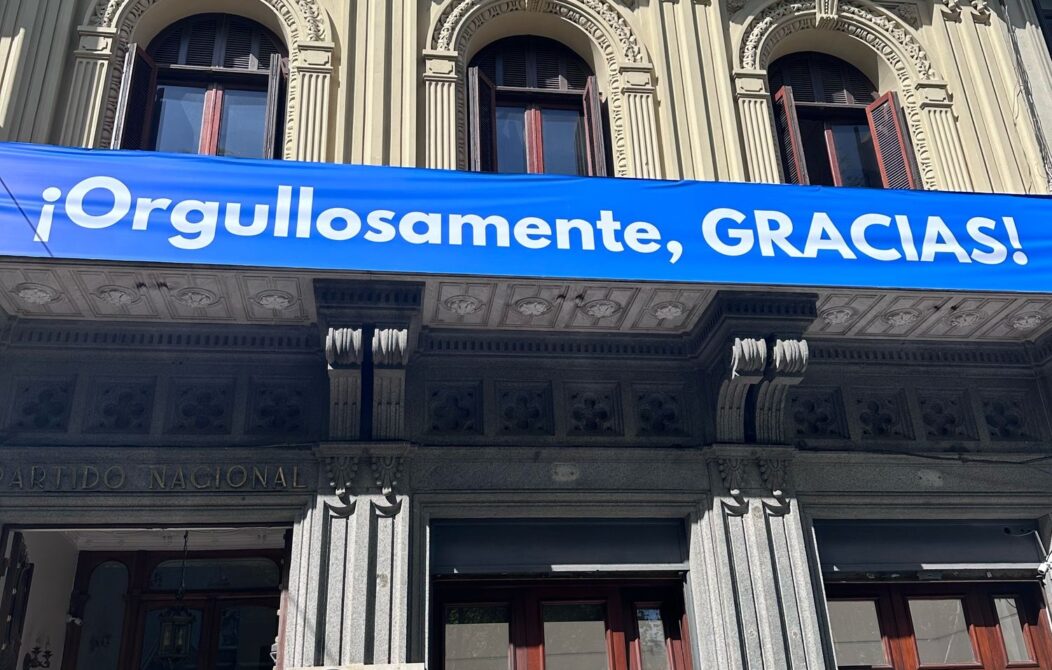 ¡Orgullosamente, GRACIAS!
PARTIDO NACIONAL